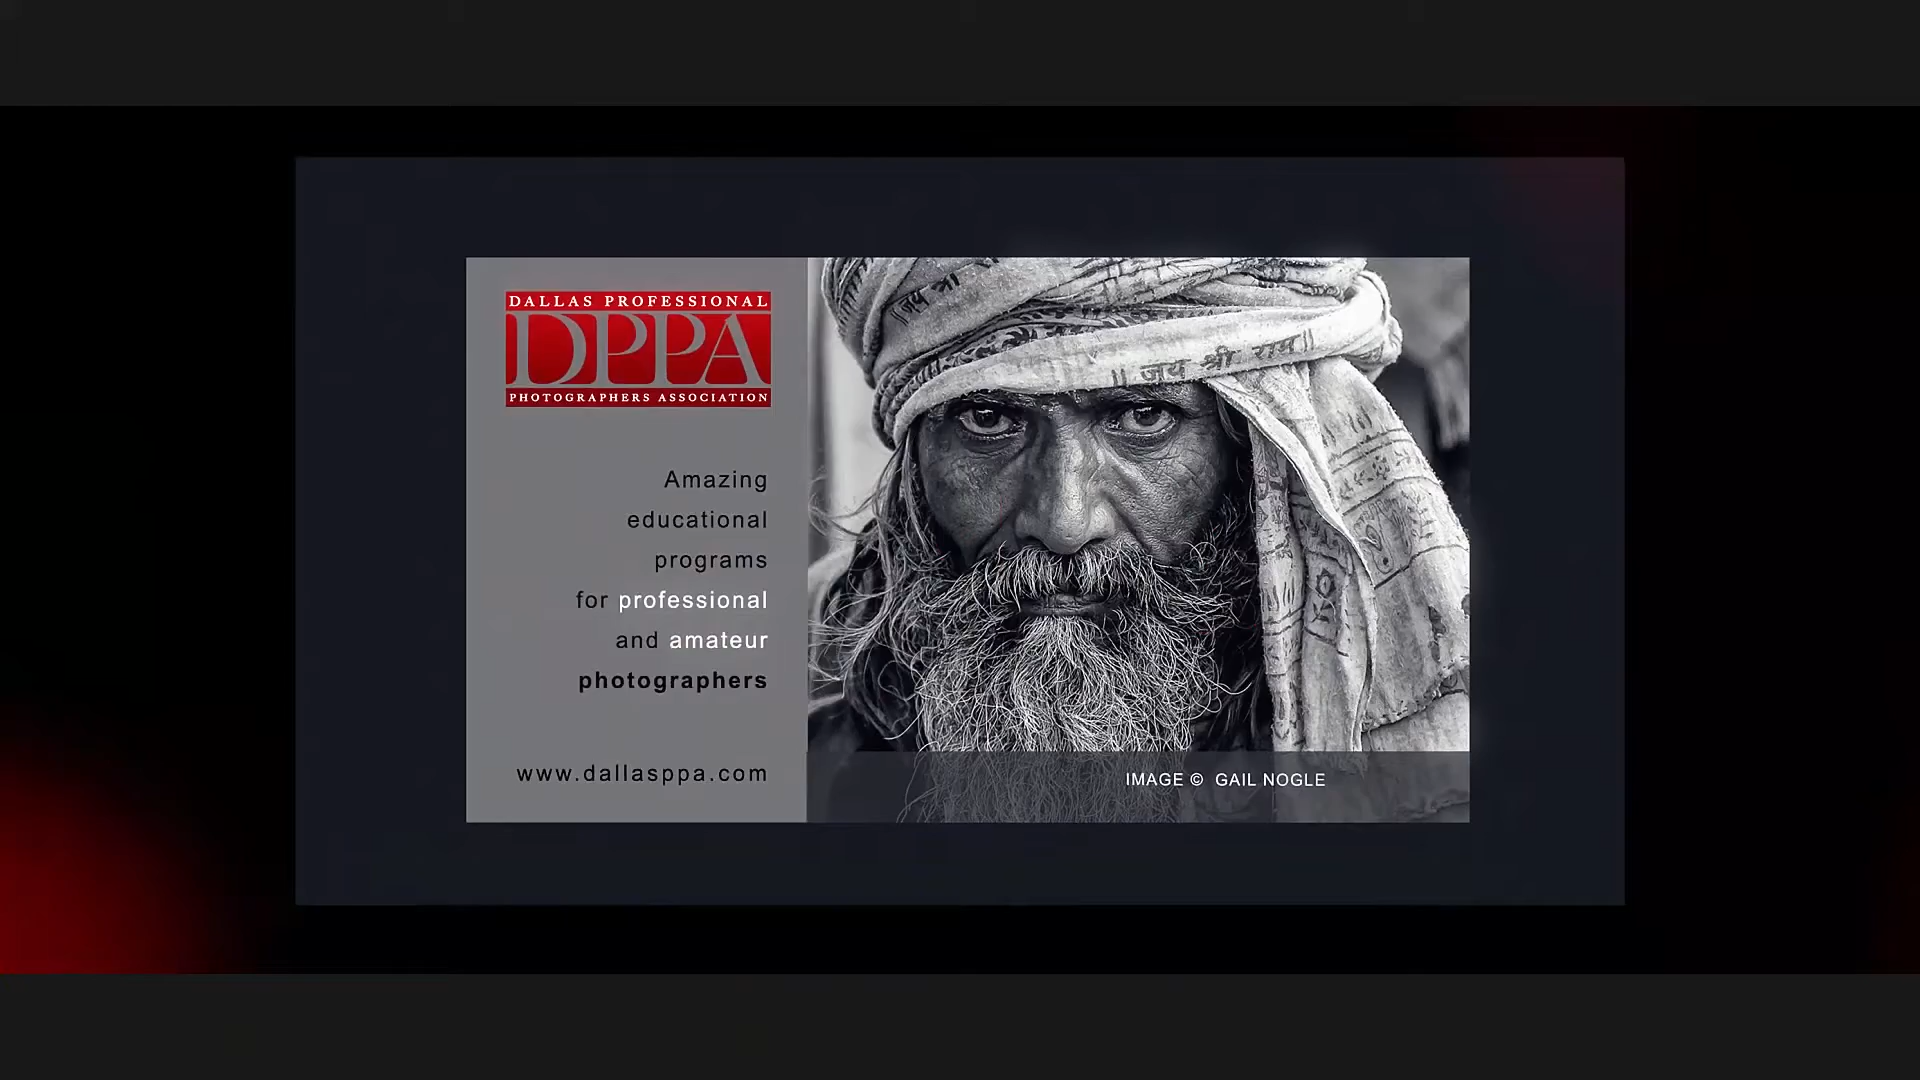 DALLAS PROFESSIONAL
DPPA
PHOTOGRAPHERS ASSOCIATION
Amazing
educational
programs
for professional
and amateur
photographers
www.dallasppa.com
जय श्री
॥ जय श्री राम ॥
IMAGE © GAIL NOGLE